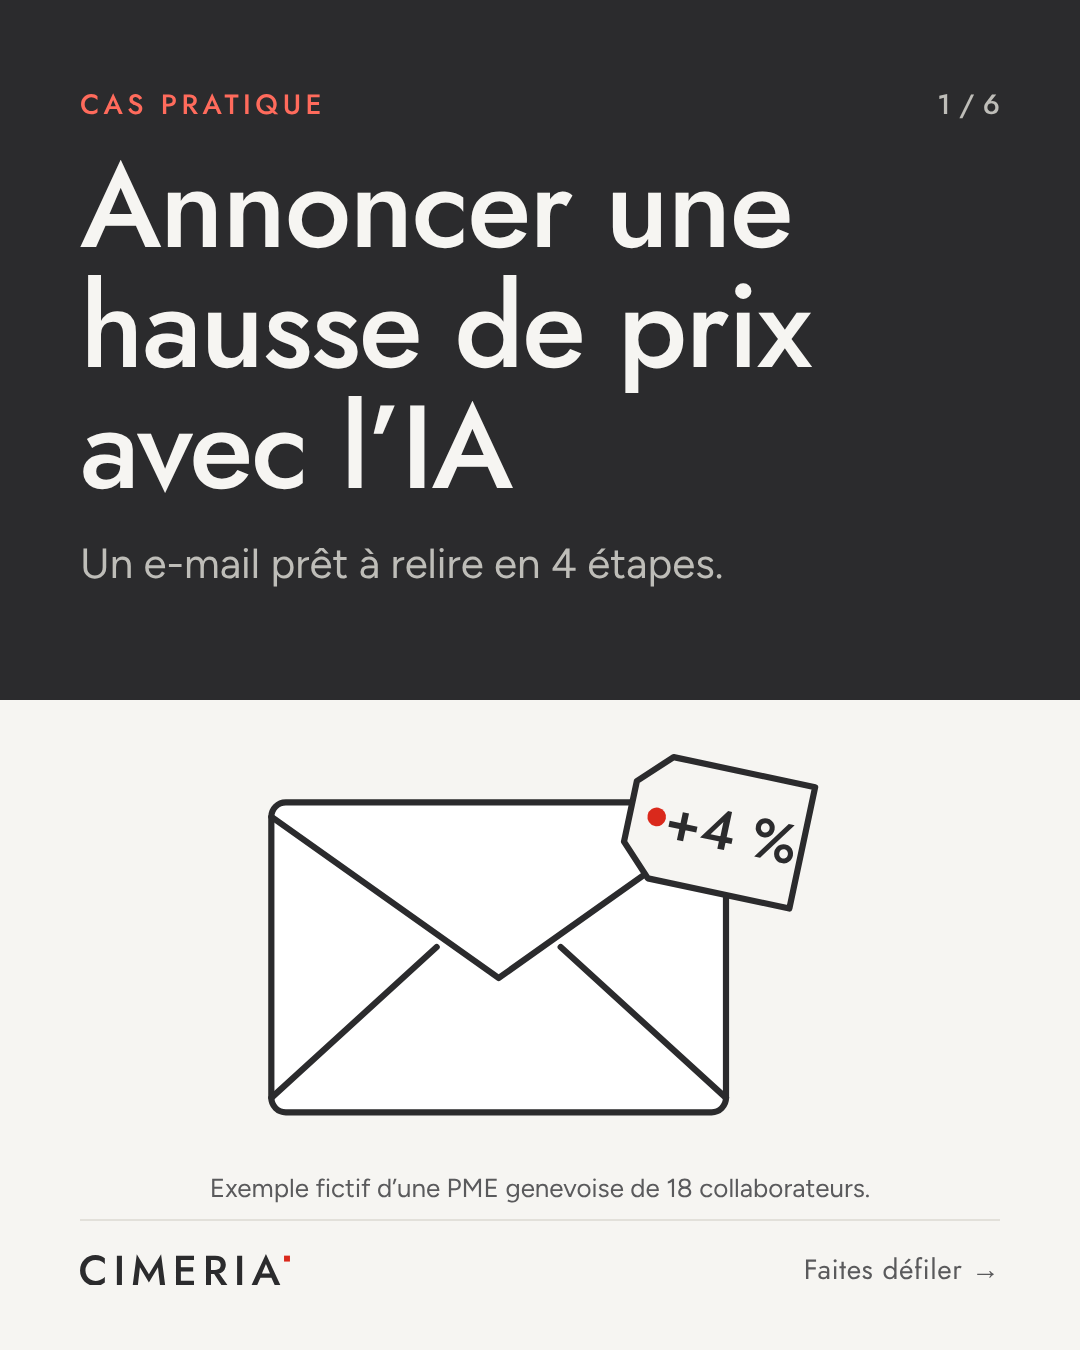 CAS PRATIQUE
1 / 6
Annoncer une
hausse de prix
avec l’IA
Un e-mail prêt à relire en 4 étapes.
+4 %
Exemple fictif d’une PME genevoise de 18 collaborateurs.
CIMERIA
Faites défiler →